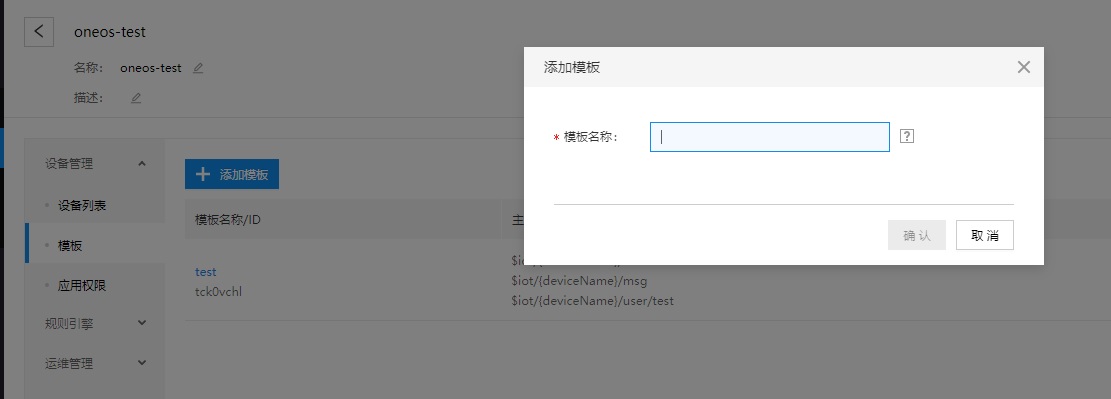 oneos-test
名称： oneos-test
描述：
设备管理
设备列表
模板
应用权限
规则引擎
运维管理
添加模板
模板名称/ID
主
test
tck0vchl
$iot/{deviceName}/msg
$iot/{deviceName}/user/test
添加模板
* 模板名称：
?
确 认
取 消